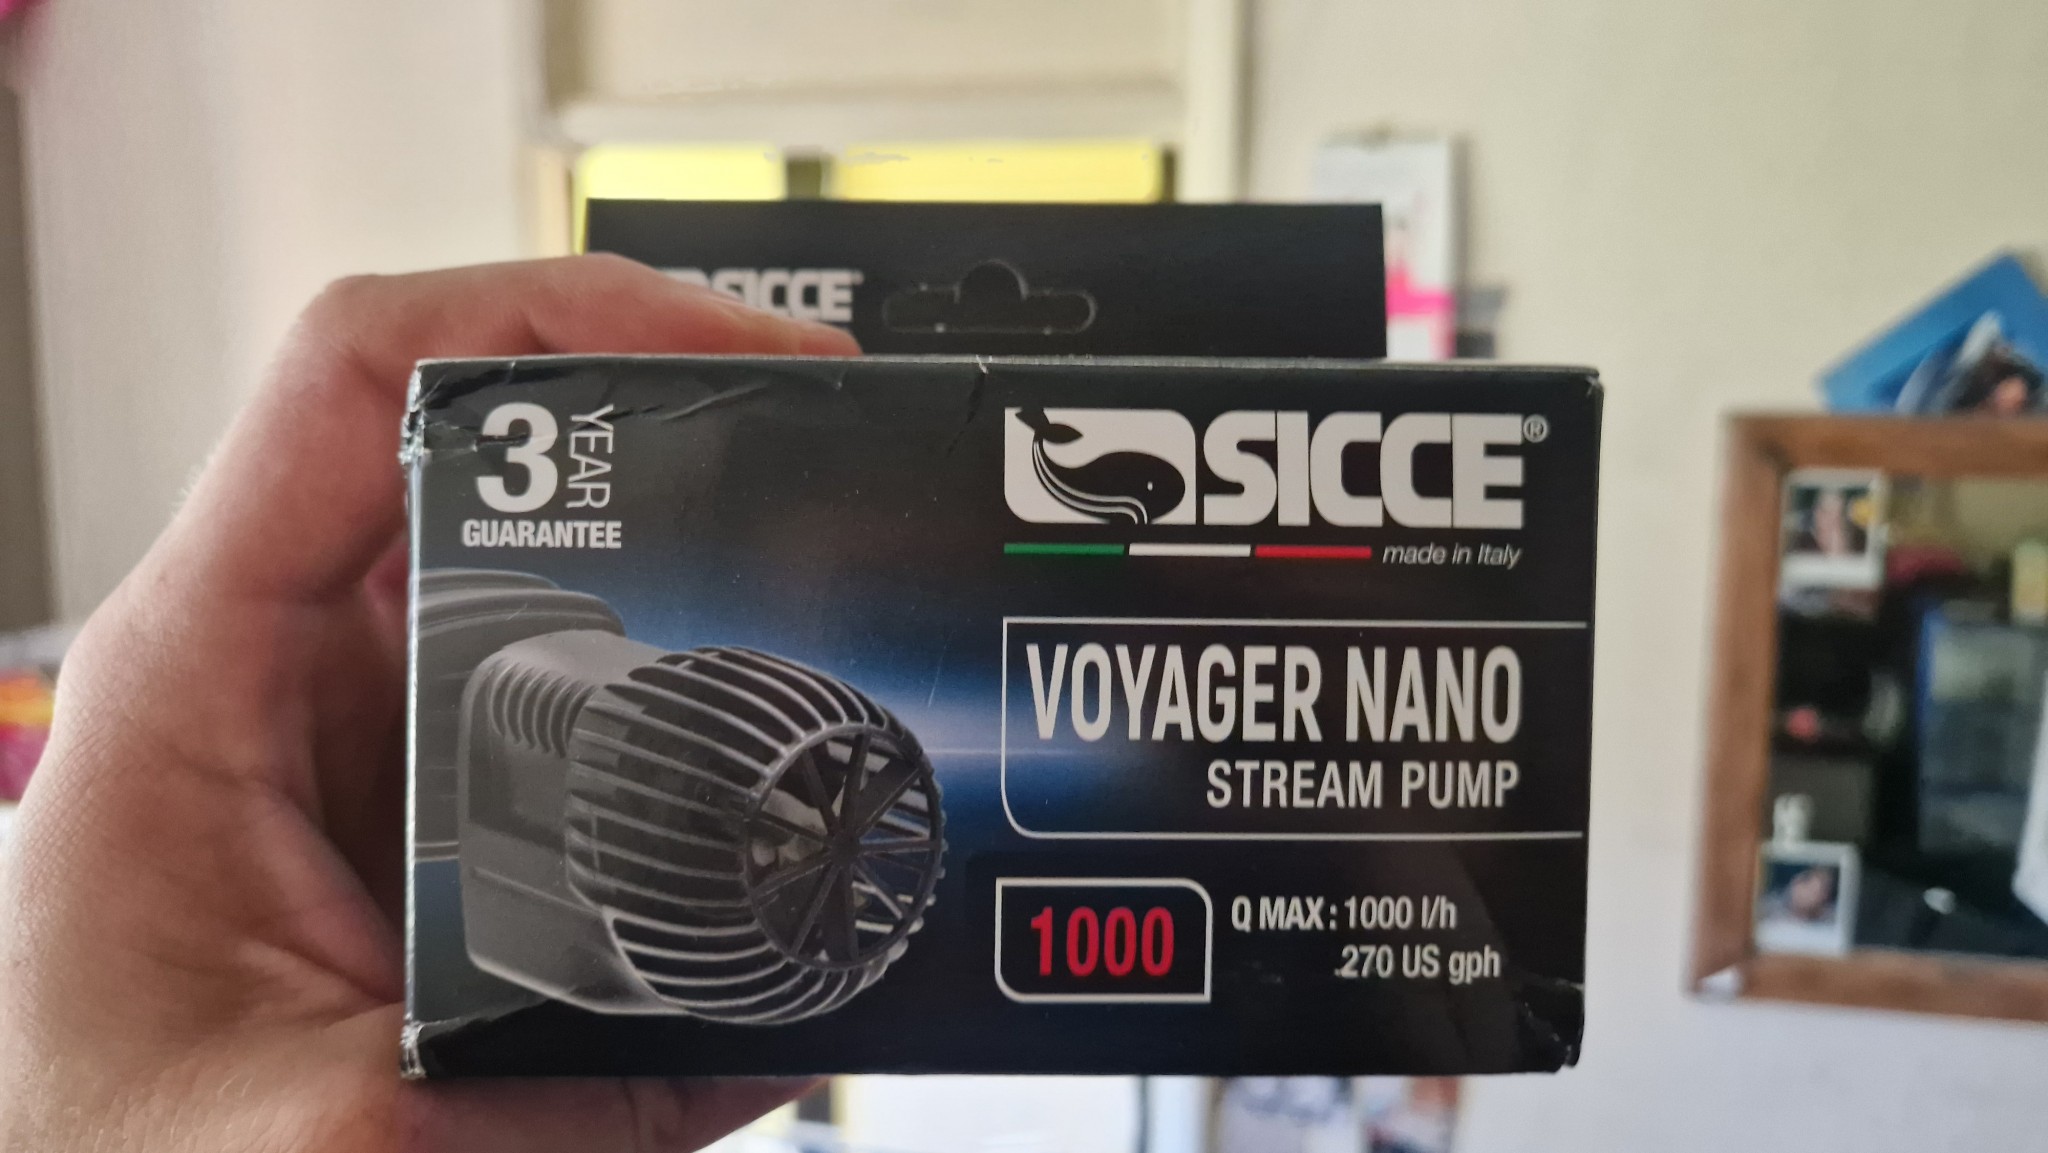 SICCE
3 YEAR
GUARANTEE
SICCE®
made in Italy
VOYAGER NANO
STREAM PUMP
1000
Q MAX: 1000 l/h
.270 US gph